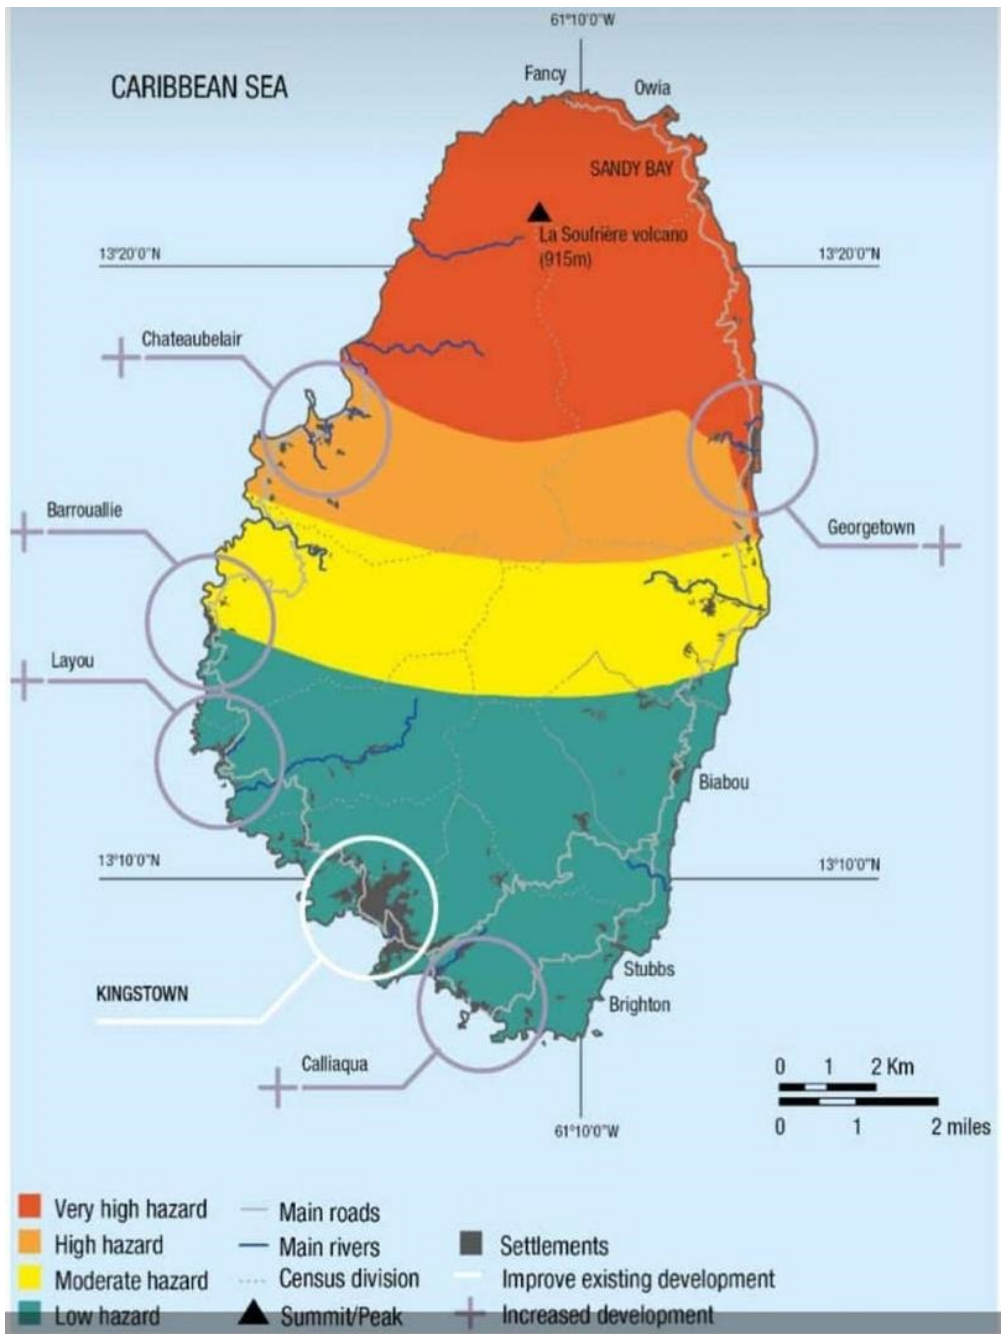 61°10'0"W
CARIBBEAN SEA
Fancy
Owia
SANDY BAY
La Soufrière volcano
(915m)
13°20'0"N
13°20'0"N
Chateaubelair
Barrouallie
Georgetown
Layou
Biabou
13°10'0"N
13°10'0"N
KINGSTOWN
Stubbs
Brighton
Calliaqua
61°10'0"W
0 1 2 Km
0 1 2 miles
Very high hazard
High hazard
Moderate hazard
Low hazard
Main roads
Main rivers
Census division
Summit/Peak
Settlements
Improve existing development
Increased development